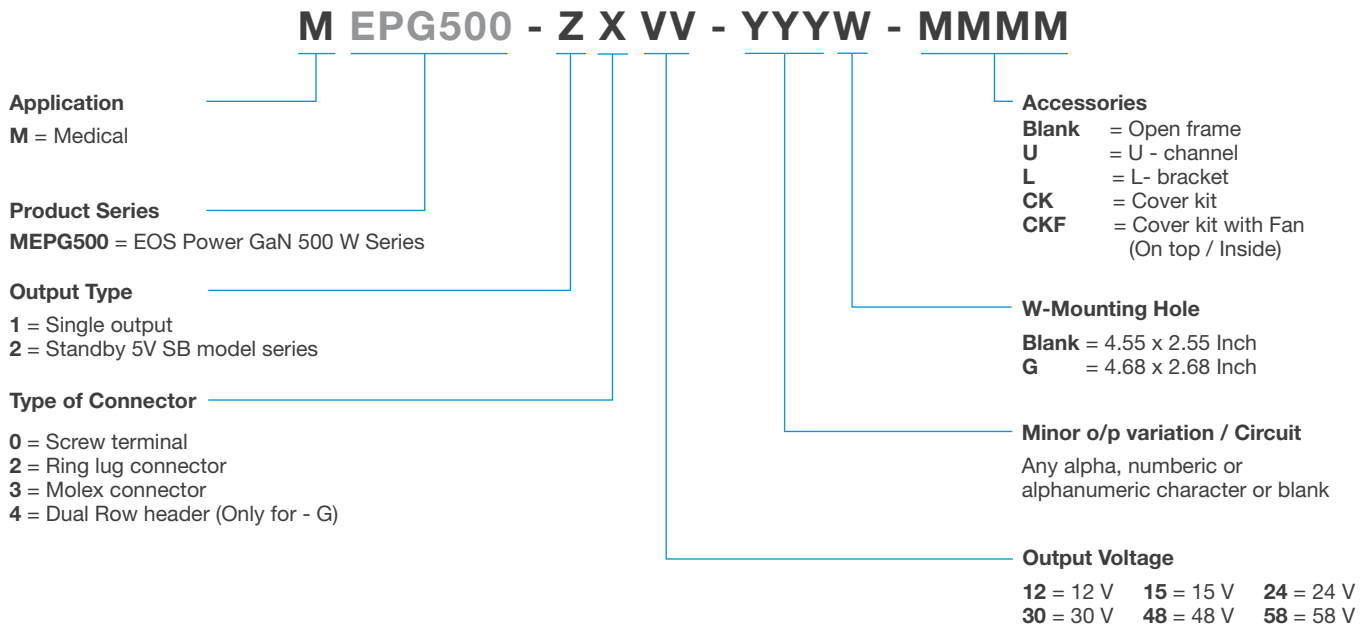 M EPG500 - Z X VV - YYYW - MMMM
Application
M = Medical
Product Series
MEPG500 = EOS Power GaN 500 W Series
Output Type
1 = Single output
2 = Standby 5V SB model series
Type of Connector
0 = Screw terminal
2 = Ring lug connector
3 = Molex connector
4 = Dual Row header (Only for - G)
Accessories
Blank = Open frame
U = U - channel
L = L- bracket
CK = Cover kit
CKF = Cover kit with Fan
(On top / Inside)
W-Mounting Hole
Blank = 4.55 x 2.55 Inch
G = 4.68 x 2.68 Inch
Minor o/p variation / Circuit
Any alpha, numberic or
alphanumeric character or blank
Output Voltage
12 = 12 V 15 = 15 V 24 = 24 V
30 = 30 V 48 = 48 V 58 = 58 V